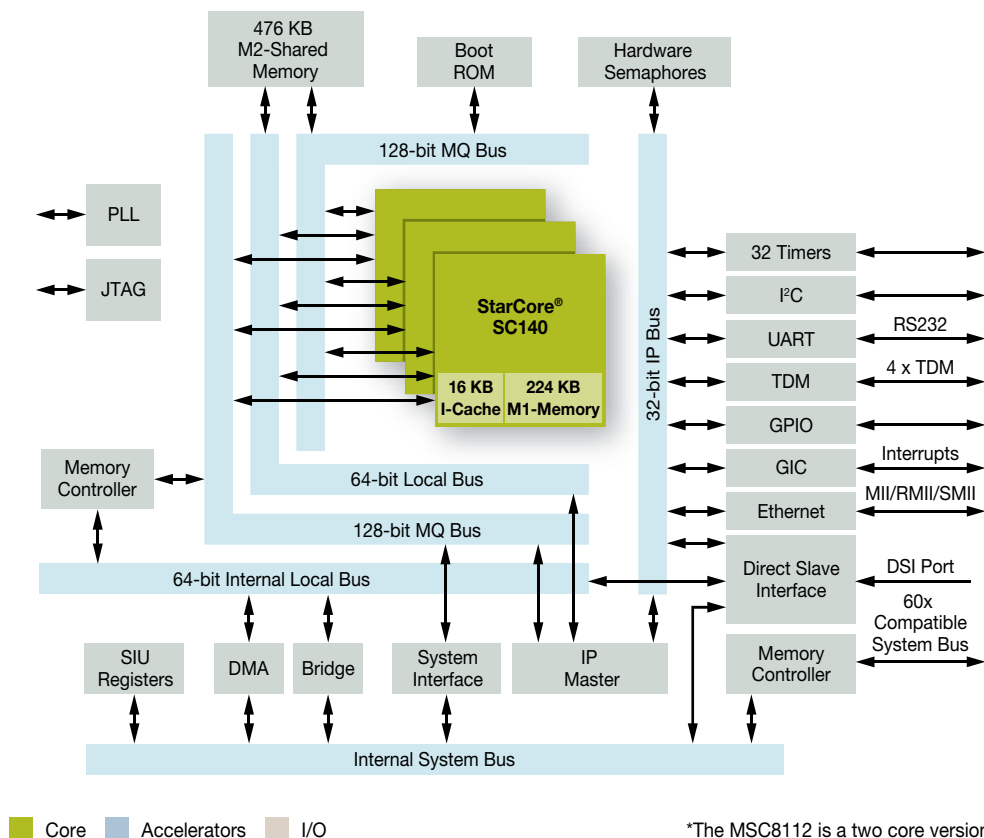 476 KB
M2-Shared
Memory
Boot
ROM
Hardware
Semaphores
128-bit MQ Bus
PLL
JTAG
StarCore®
SC140
16 KB
I-Cache
224 KB
M1-Memory
32-bit IP Bus
32 Timers
I²C
UART
RS232
TDM
4 x TDM
GPIO
GIC
Interrupts
Ethernet
MII/RMII/SMII
Memory
Controller
64-bit Local Bus
128-bit MQ Bus
64-bit Internal Local Bus
Direct Slave
Interface
DSI Port
60x
Compatible
System Bus
SIU
Registers
DMA
Bridge
System
Interface
IP
Master
Memory
Controller
Internal System Bus
Core
Accelerators
I/O
*The MSC8112 is a two core version